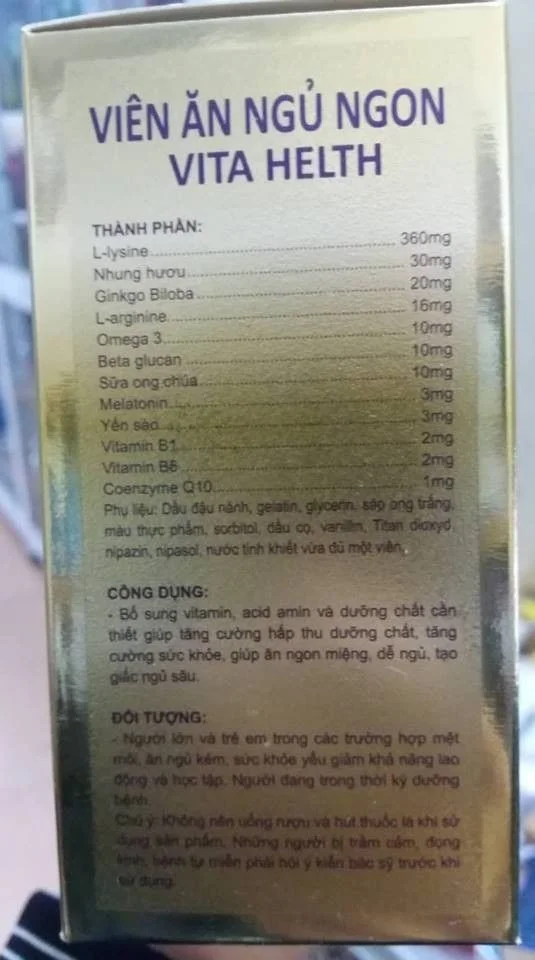 VIÊN ĂN NGỦ NGON
VITA HELTH
THÀNH PHẦN:
L-lysine........................360mg
Nhung hươu........................30mg
Ginkgo Biloba........................20mg
L-arginine........................16mg
Omega 3........................10mg
Beta glucan........................10mg
Sữa ong chúa........................10mg
Melatonin........................3mg
Yến sào........................3mg
Vitamin B1........................2mg
Vitamin B6........................2mg
Coenzyme Q10........................1mg
Phụ liệu: Dầu đậu nành, gelatin, glycerin, sáp ong trắng,
màu thực phẩm, sorbitol, dầu cọ, vanillin, Titan dioxyd,
nipazin, nipasol, nước tinh khiết vừa đủ một viên.
CÔNG DỤNG:
- Bổ sung vitamin, acid amin và dưỡng chất cần
thiết giúp tăng cường hấp thu dưỡng chất, tăng
cường sức khỏe, giúp ăn ngon miệng, dễ ngủ, tạo
giấc ngủ sâu.
ĐỐI TƯỢNG:
- Người lớn và trẻ em trong các trường hợp mệt
mỏi, ăn ngủ kém, sức khỏe yếu giảm khả năng lao
động và học tập. Người đang trong thời kỳ dưỡng
bệnh.
Chú ý: Không nên uống rượu và hút thuốc lá khi sử
dụng sản phẩm. Những người bị trầm cảm, động
kinh, bệnh tự miễn phải hỏi ý kiến bác sỹ trước khi
sử dụng.